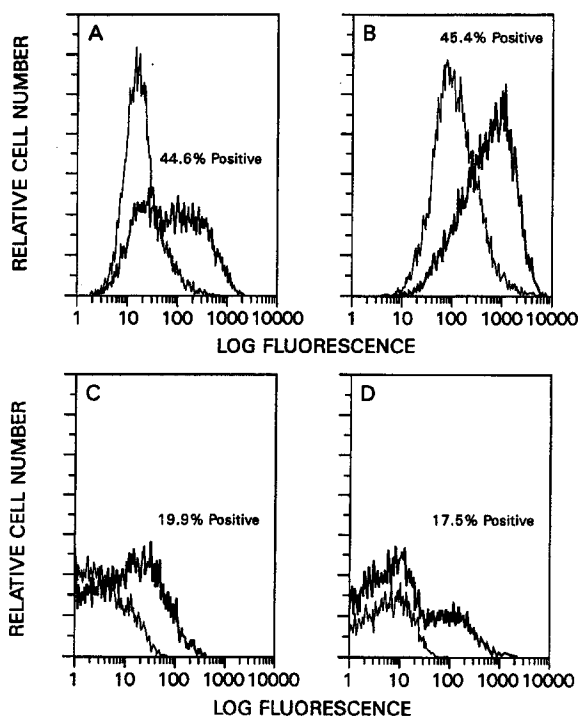 A
44.6% Positive
RELATIVE CELL NUMBER
1 10 100 1000 10000
B
45.4% Positive
1 10 100 1000 10000
LOG FLUORESCENCE
C
19.9% Positive
RELATIVE CELL NUMBER
1 10 100 1000 10000
D
17.5% Positive
1 10 100 1000 10000
LOG FLUORESCENCE